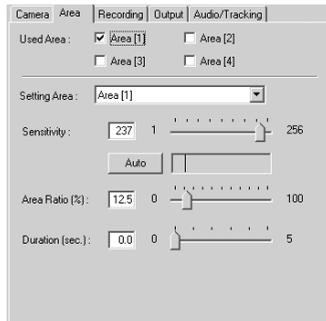 Camera Area Recording Output Audio/Tracking
Used Area : Area [1] Area [2]
Area [3] Area [4]
Setting Area : Area [1]
Sensitivity : 237 1 256
Auto
Area Ratio (%) : 12.5 0 100
Duration (sec.) : 0.0 0 5